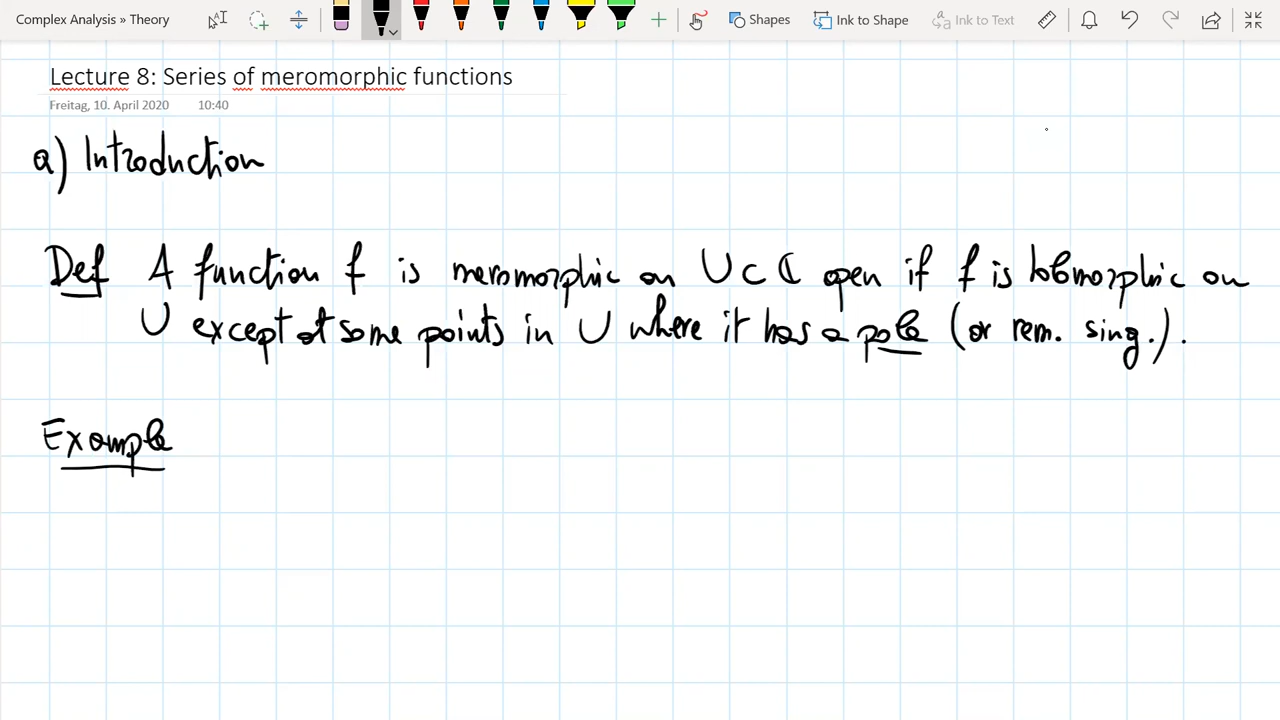 Complex Analysis » Theory
Shapes
Ink to Shape
Ink to Text
Lecture 8: Series of meromorphic functions
Freitag, 10. April 2020 10:40
a) Introduction
Def A function f is meromorphic on U ⊂ ℂ open if f is holomorphic on
U except at some points in U where it has a pole (or rem. sing.).
Example